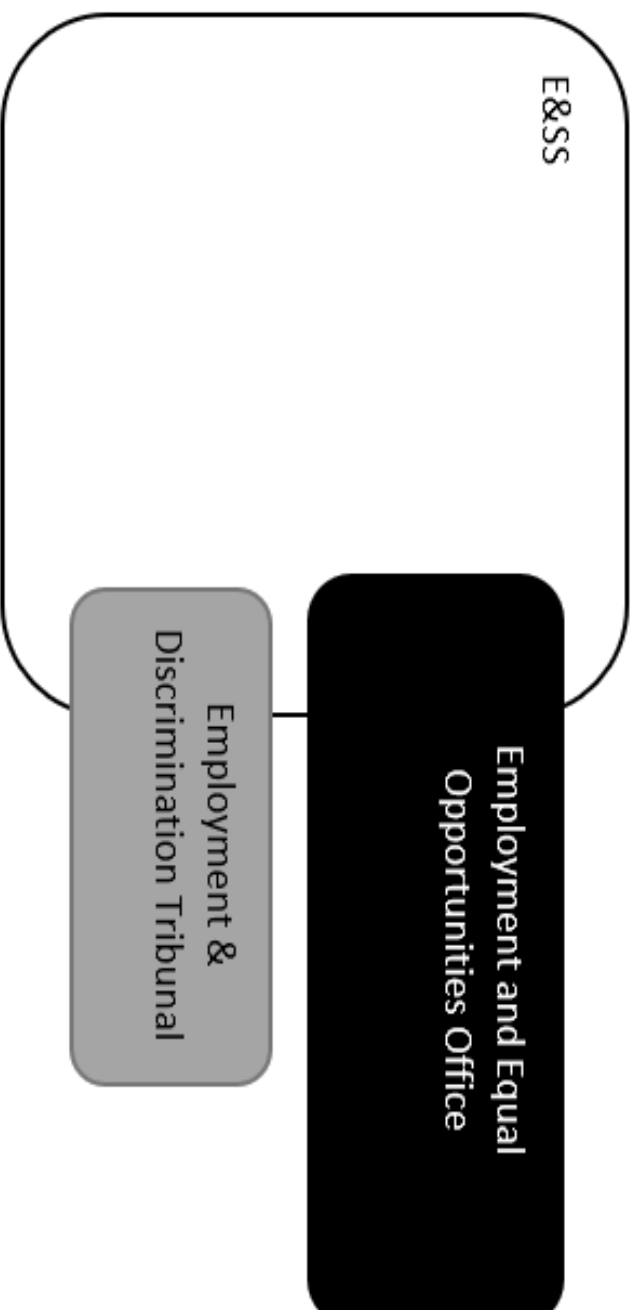 E&SS
Employment and Equal
Opportunities Office
Employment &
Discrimination Tribunal